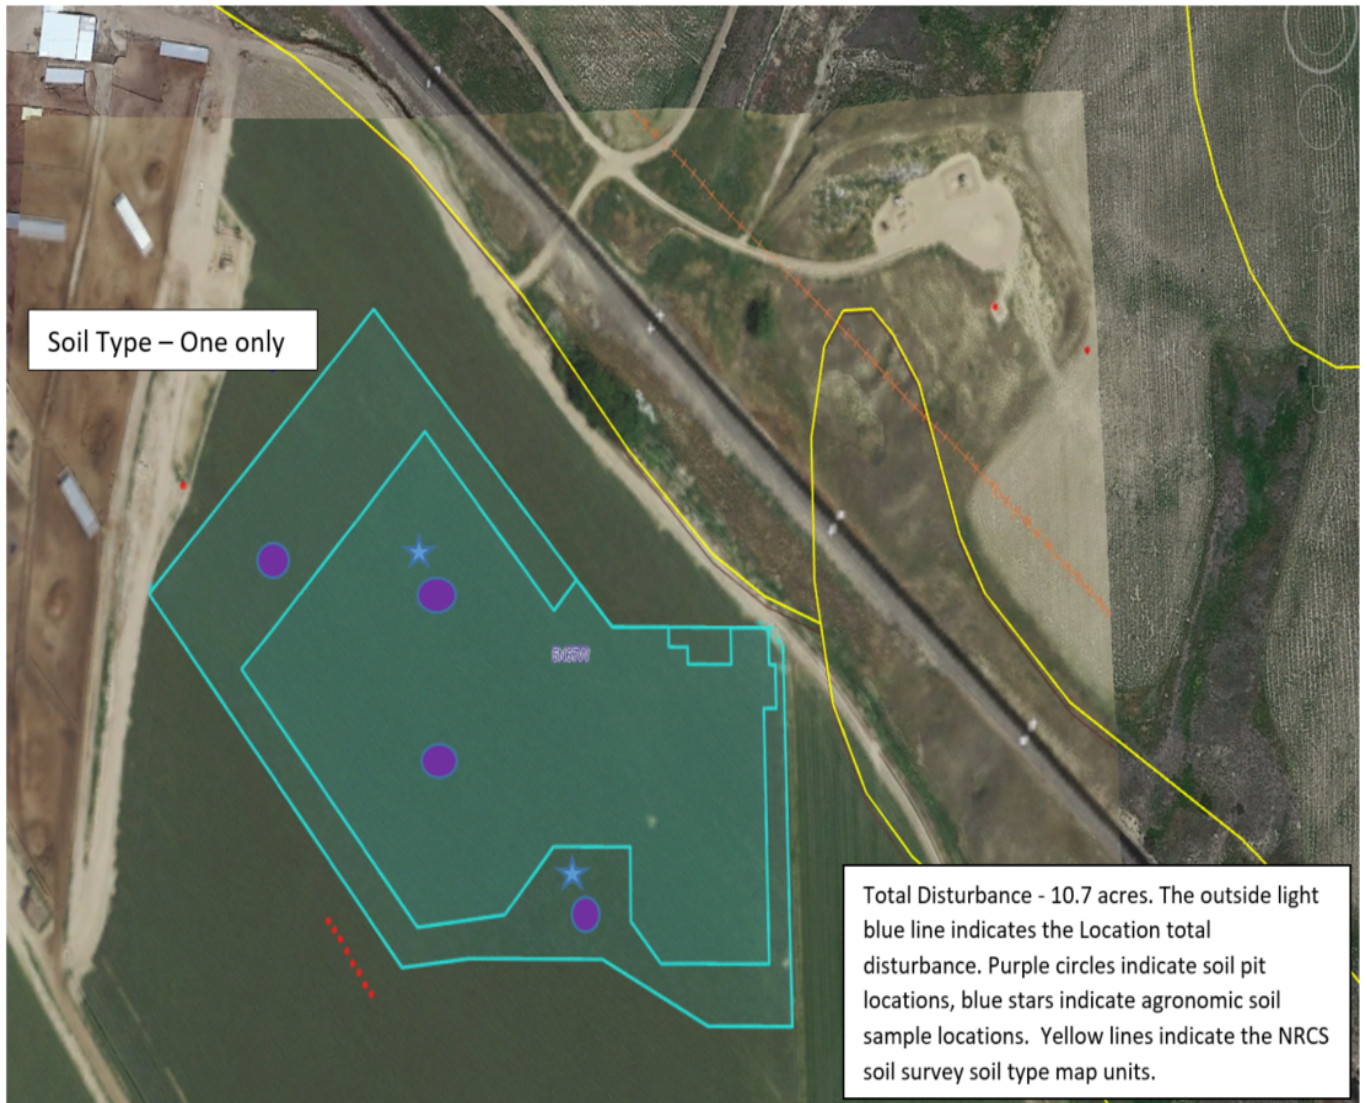 Soil Type – One only
Total Disturbance - 10.7 acres. The outside light
blue line indicates the Location total
disturbance. Purple circles indicate soil pit
locations, blue stars indicate agronomic soil
sample locations.  Yellow lines indicate the NRCS
soil survey soil type map units.